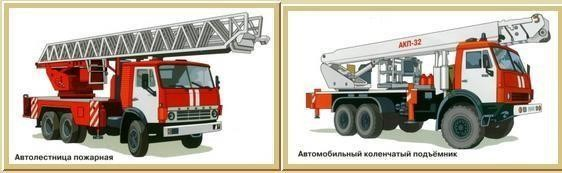 АКП-32
Автолестница пожарная
Автомобильный коленчатый подъёмник